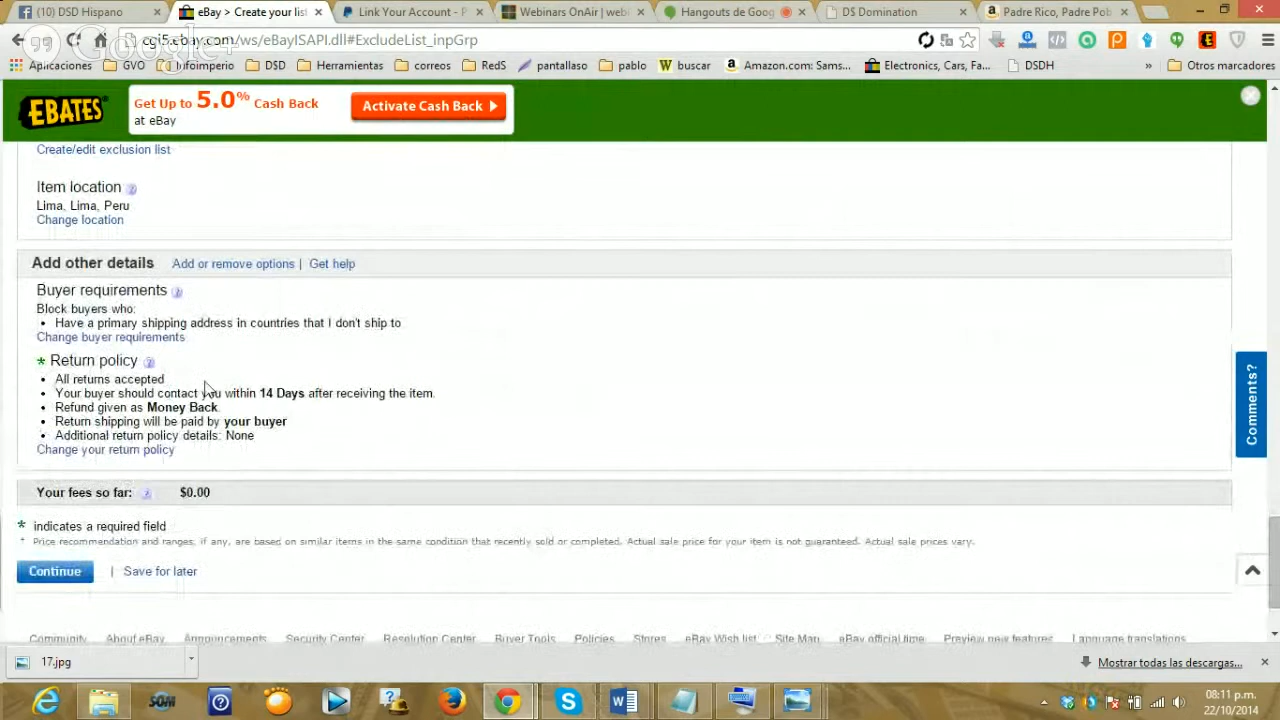 (10) DSD Hispano
eBay > Create your list
Link Your Account - P
Webinars OnAir | web
Hangouts de Goog
DS Domination
Padre Rico, Padre Pob
Google+
cgi5.ebay.com/ws/eBayISAPI.dll#ExcludeList_inpGrp
Aplicaciones
GVO
Infoimperio
DSD
Herramientas
correos
RedS
pantallaso
pablo
buscar
Amazon.com: Sams...
Electronics, Cars, Fa...
DSDH
»
Otros marcadores
EBATES
Get Up to 5.0% Cash Back
at eBay
Activate Cash Back
Create/edit exclusion list
Item location
Lima, Lima, Peru
Change location
Add other details Add or remove options | Get help
Buyer requirements
Block buyers who:
• Have a primary shipping address in countries that I don't ship to
Change buyer requirements
* Return policy
• All returns accepted
• Your buyer should contact you within 14 Days after receiving the item.
• Refund given as Money Back.
• Return shipping will be paid by your buyer
• Additional return policy details: None
Change your return policy
Comments?
Your fees so far: $0.00
* indicates a required field
* Price recommendation and ranges, if any, are based on similar items in the same condition that recently sold or completed. Actual sale price for your item is not guaranteed. Actual sale prices vary.
Continue | Save for later
Community About eBay Announcements Security Center Resolution Center Buyer Tools Policies Stores eBay Wish list Site Map eBay official time Preview new features Language translations
17.jpg
Mostrar todas las descargas...
SOM
08:11 p.m.
22/10/2014